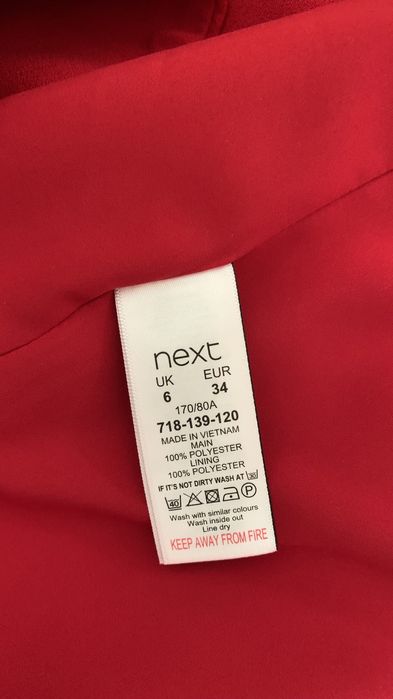 next
UK EUR
6 34
170/80A
718-139-120
MADE IN VIETNAM
MAIN
100% POLYESTER
LINING
100% POLYESTER
IF IT'S NOT DIRTY WASH AT 30
40 P
Wash with similar colours
Wash inside out
Line dry
KEEP AWAY FROM FIRE